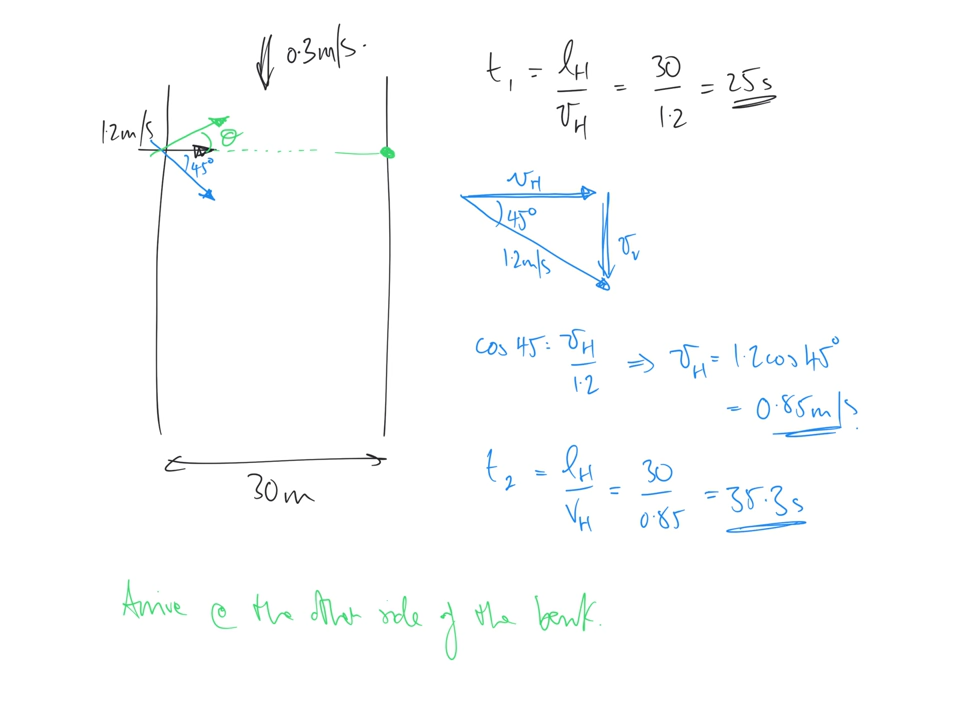 0.3m/s.
1.2m/s
θ
45°
30m
t₁ = l_H / v_H = 30 / 1.2 = 25s
v_H
45°
1.2m/s
v_v
cos 45 = v_H / 1.2 ⇒ v_H = 1.2cos45°
= 0.85m/s.
t₂ = l_H / v_H = 30 / 0.85 = 35.3s
Arrive @ the other side of the bank.